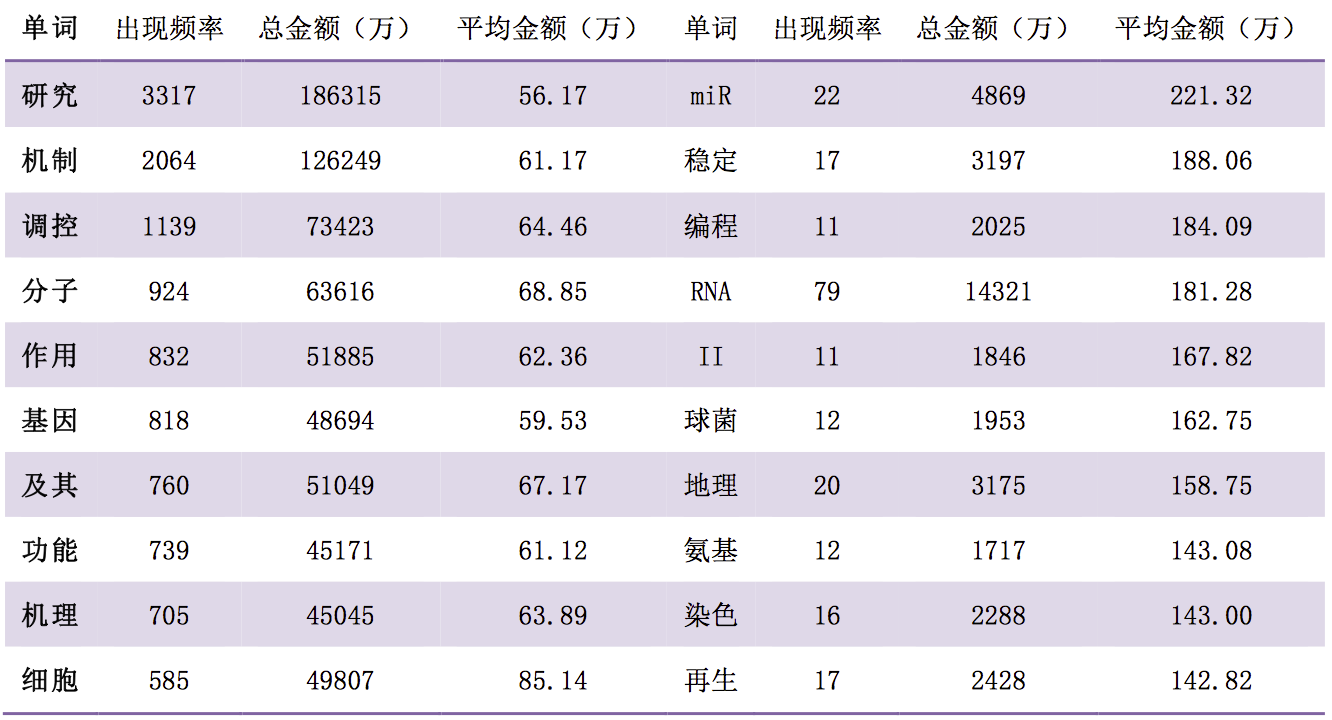 单词 出现频率 总金额（万） 平均金额（万） 单词 出现频率 总金额（万） 平均金额（万）
研究 3317 186315 56.17 miR 22 4869 221.32
机制 2064 126249 61.17 稳定 17 3197 188.06
调控 1139 73423 64.46 编程 11 2025 184.09
分子 924 63616 68.85 RNA 79 14321 181.28
作用 832 51885 62.36 II 11 1846 167.82
基因 818 48694 59.53 球菌 12 1953 162.75
及其 760 51049 67.17 地理 20 3175 158.75
功能 739 45171 61.12 氨基 12 1717 143.08
机理 705 45045 63.89 染色 16 2288 143.00
细胞 585 49807 85.14 再生 17 2428 142.82